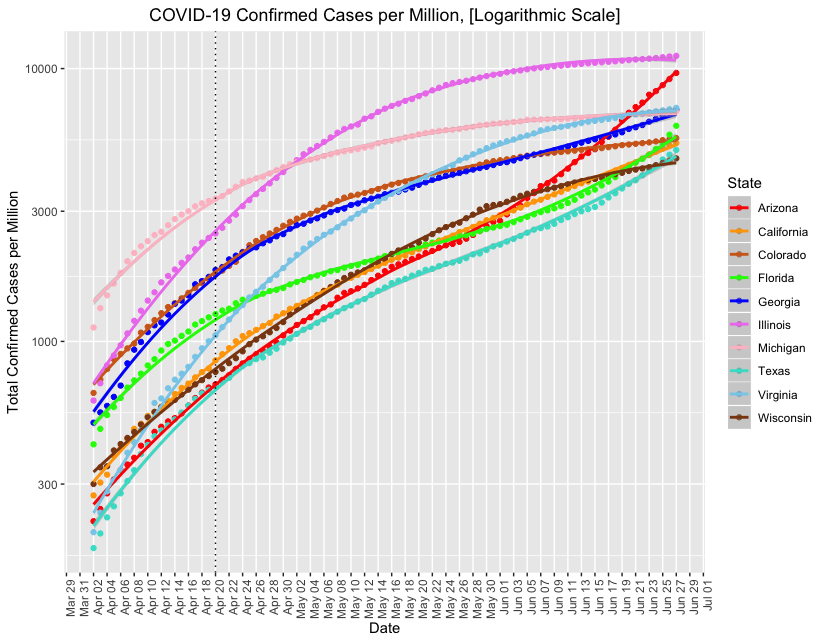 COVID-19 Confirmed Cases per Million, [Logarithmic Scale]
Total Confirmed Cases per Million
10000
3000
1000
300
Mar 29
Mar 31
Apr 02
Apr 04
Apr 06
Apr 08
Apr 10
Apr 12
Apr 14
Apr 16
Apr 18
Apr 20
Apr 22
Apr 24
Apr 26
Apr 28
Apr 30
May 02
May 04
May 06
May 08
May 10
May 12
May 14
May 16
May 18
May 20
May 22
May 24
May 26
May 28
May 30
Jun 01
Jun 03
Jun 05
Jun 07
Jun 09
Jun 11
Jun 13
Jun 15
Jun 17
Jun 19
Jun 21
Jun 23
Jun 25
Jun 27
Jun 29
Jul 01
Date
State
Arizona
California
Colorado
Florida
Georgia
Illinois
Michigan
Texas
Virginia
Wisconsin